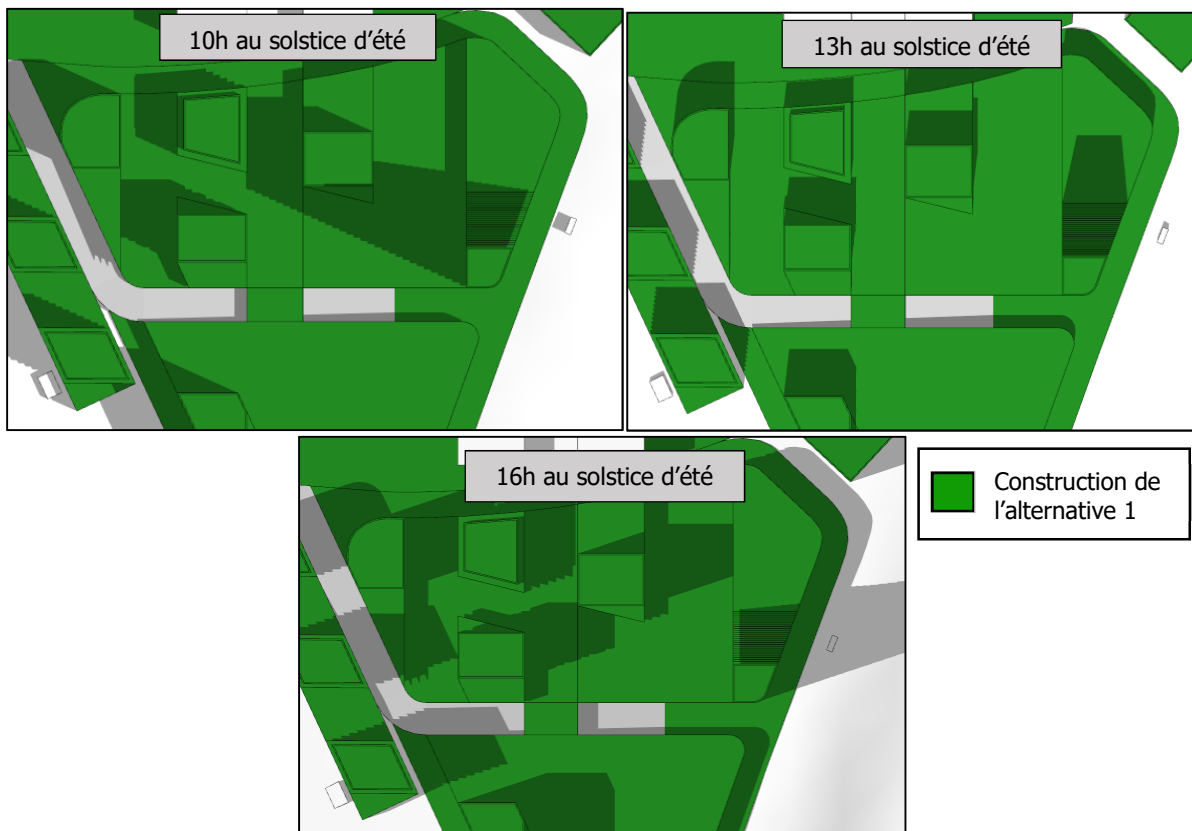 10h au solstice d’été
13h au solstice d’été
16h au solstice d’été
Construction de
l’alternative 1